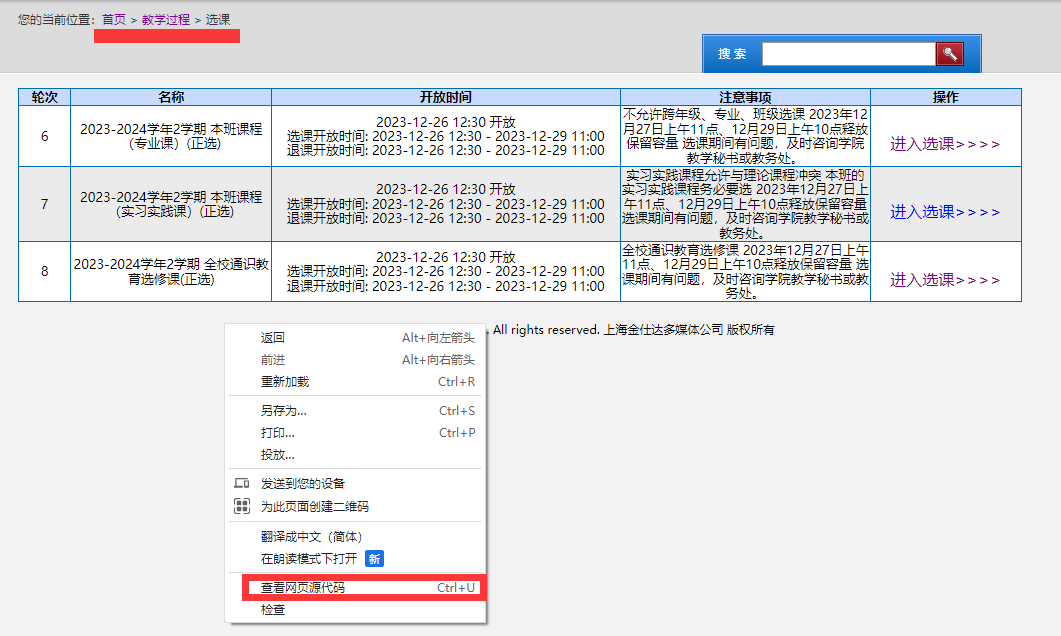 您的当前位置： 首页 > 教学过程 > 选课
搜 索
轮次 名称 开放时间 注意事项 操作
6
2023-2024学年2学期 本班课程
（专业课）(正选)
2023-12-26 12:30 开放
选课开放时间: 2023-12-26 12:30 - 2023-12-29 11:00
退课开放时间: 2023-12-26 12:30 - 2023-12-29 11:00
不允许跨年级、专业、班级选课 2023年12
月27日上午11点、12月29日上午10点释放
保留容量 选课期间有问题，及时咨询学院
教学秘书或教务处。
进入选课>>>>
7
2023-2024学年2学期 本班课程
（实习实践课）(正选)
2023-12-26 12:30 开放
选课开放时间: 2023-12-26 12:30 - 2023-12-29 11:00
退课开放时间: 2023-12-26 12:30 - 2023-12-29 11:00
实习实践课程允许与理论课程冲突 本班的
实习实践课程务必要选 2023年12月27日上
午11点、12月29日上午10点释放保留容量
选课期间有问题，及时咨询学院教学秘书或
教务处。
进入选课>>>>
8
2023-2024学年2学期 全校通识教
育选修课(正选)
2023-12-26 12:30 开放
选课开放时间: 2023-12-26 12:30 - 2023-12-29 11:00
退课开放时间: 2023-12-26 12:30 - 2023-12-29 11:00
全校通识教育选修课 2023年12月27日上午
11点、12月29日上午10点释放保留容量 选
课期间有问题，及时咨询学院教学秘书或教
务处。
进入选课>>>>
. All rights reserved. 上海金仕达多媒体公司 版权所有
返回 Alt+向左箭头
前进 Alt+向右箭头
重新加载 Ctrl+R
另存为... Ctrl+S
打印... Ctrl+P
投放...
发送到您的设备
为此页面创建二维码
翻译成中文（简体）
在朗读模式下打开 新
查看网页源代码 Ctrl+U
检查